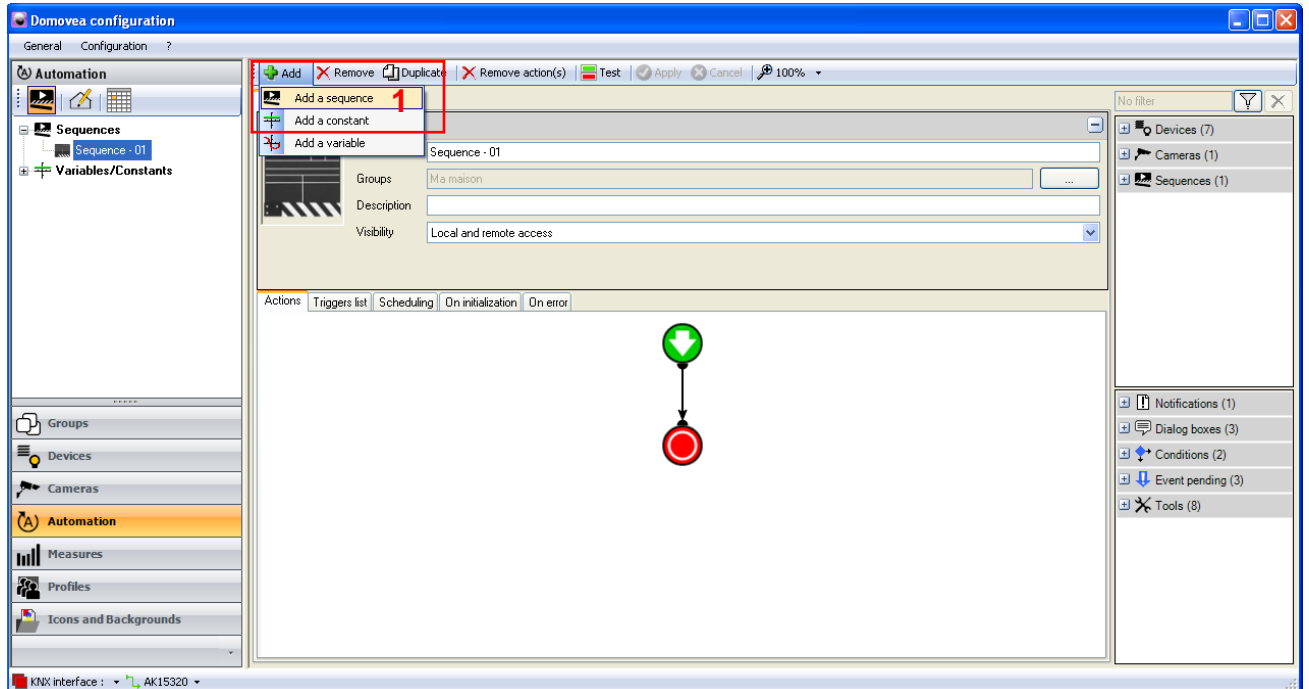 Domovea configuration
General Configuration ?
Automation
Add Remove Duplicate Remove action(s) Test Apply Cancel 100%
Add a sequence 1
Add a constant
Add a variable
Sequences
Sequence - 01
Variables/Constants
Sequence - 01
Groups Ma maison ...
Description
Visibility Local and remote access
Actions Triggers list Scheduling On initialization On error
No filter
Devices (7)
Cameras (1)
Sequences (1)
Notifications (1)
Dialog boxes (3)
Conditions (2)
Event pending (3)
Tools (8)
Groups
Devices
Cameras
Automation
Measures
Profiles
Icons and Backgrounds
KNX interface : AK15320